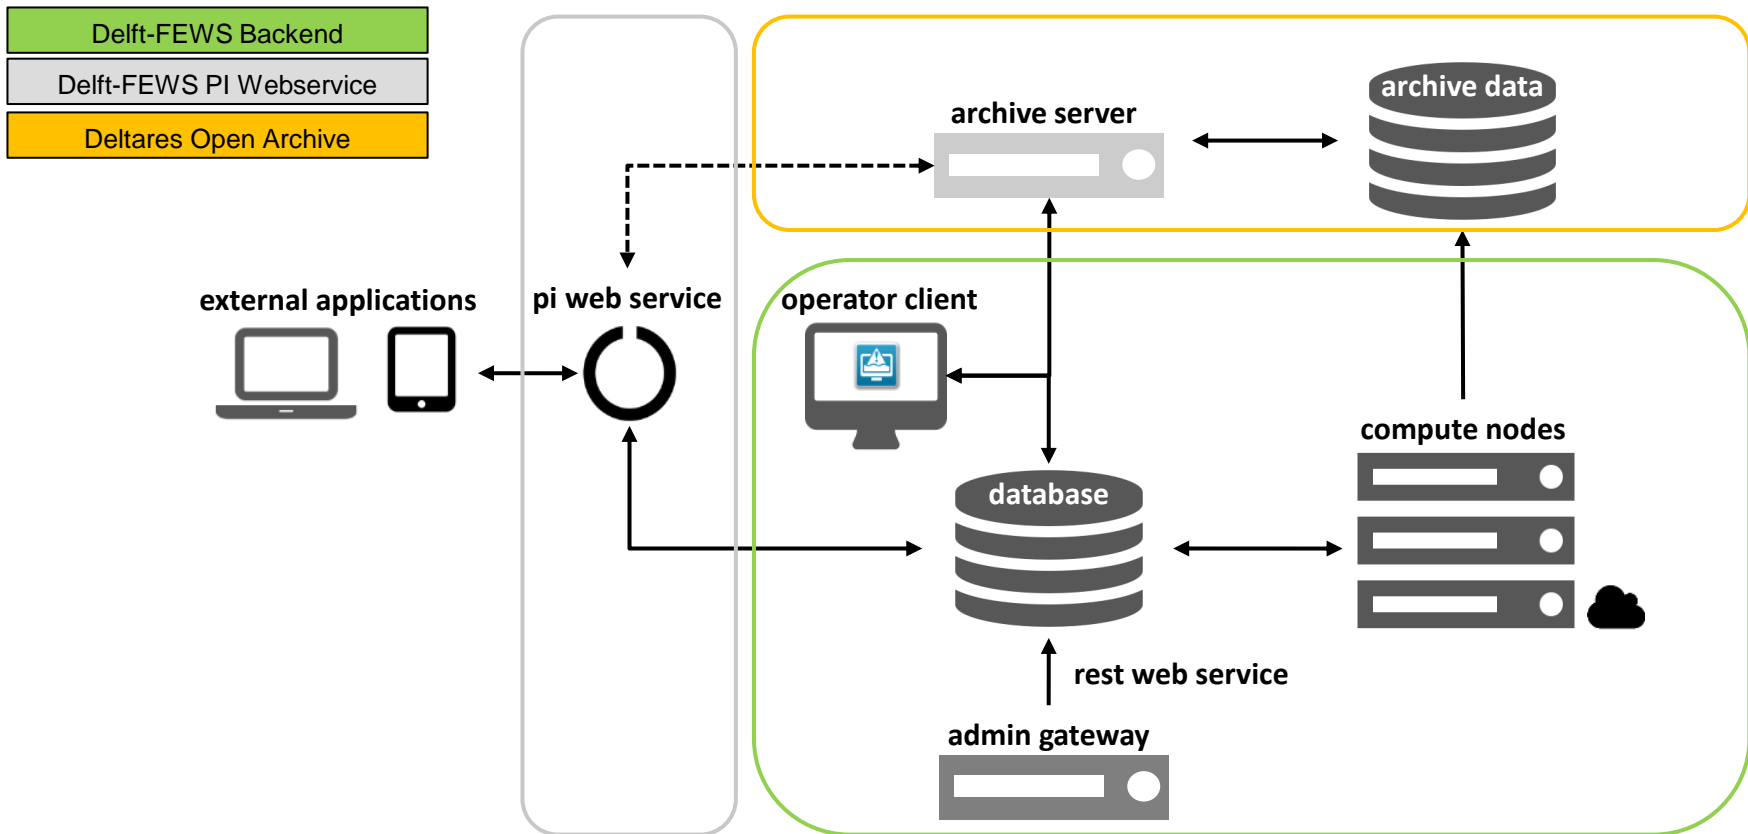 Delft-FEWS Backend
Delft-FEWS PI Webservice
Deltares Open Archive
archive server
archive data
external applications
pi web service
operator client
compute nodes
database
rest web service
admin gateway